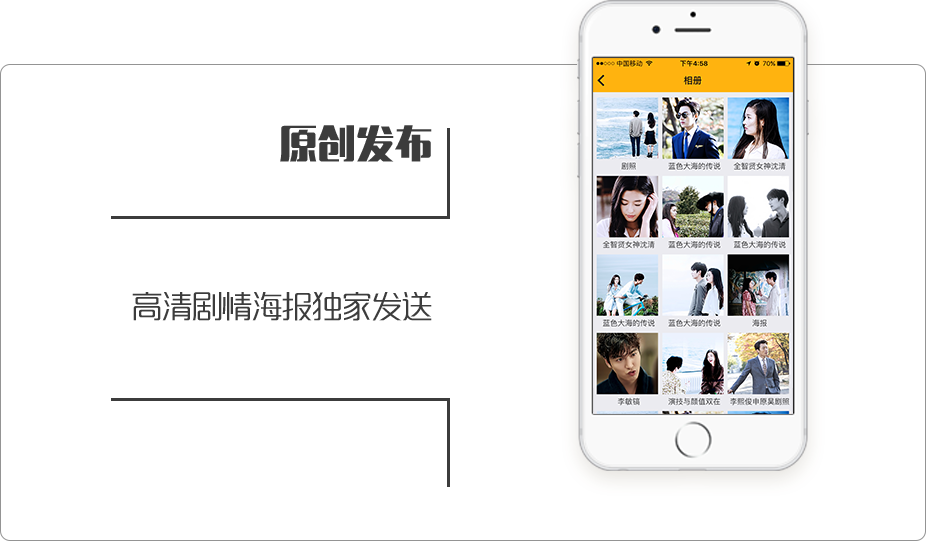 原创发布
高清剧情海报独家发送
中国移动 下午4:58 70%
相册
剧照 蓝色大海的传说 全智贤女神沈清
全智贤女神沈清 蓝色大海的传说 蓝色大海的传说
蓝色大海的传说 蓝色大海的传说 海报
李敏镐 演技与颜值双在 李熙俊申原昊剧照